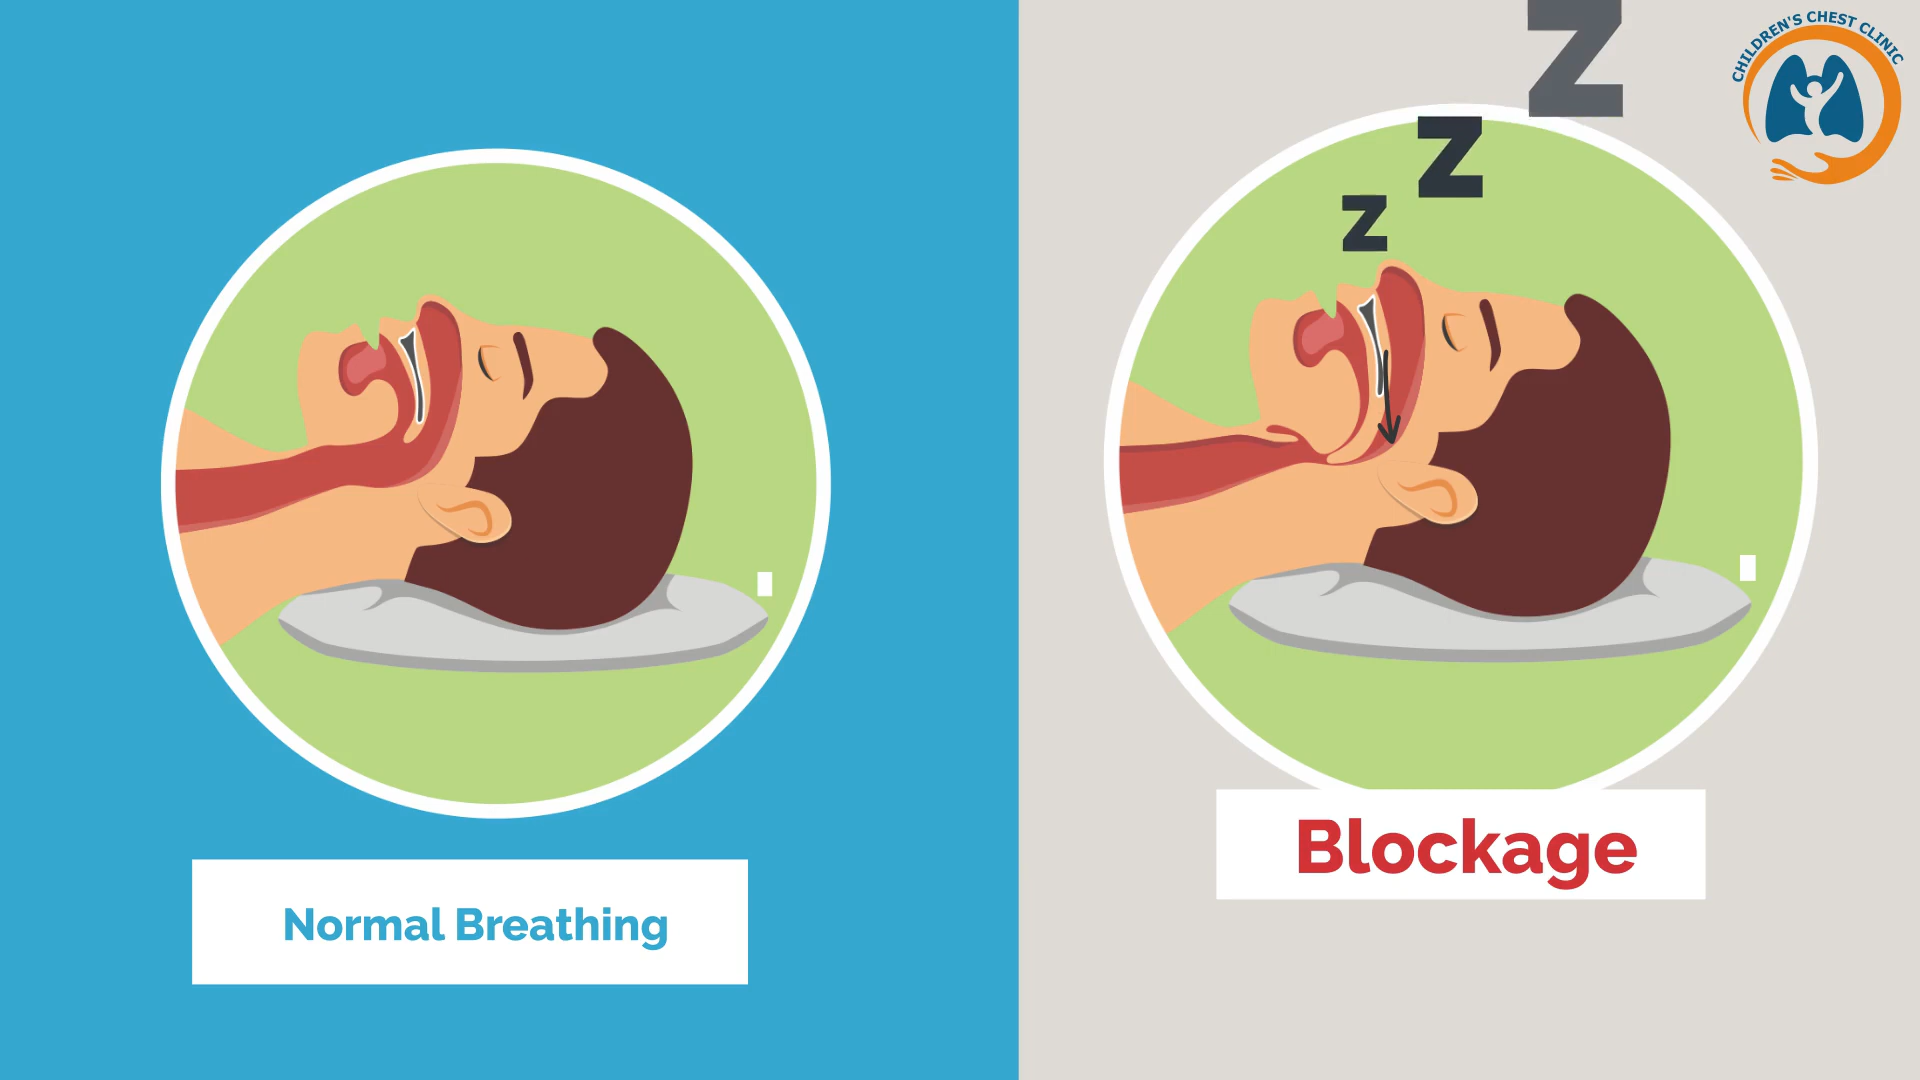 Normal Breathing
z
z
z
Blockage
CHILDREN'S CHEST CLINIC